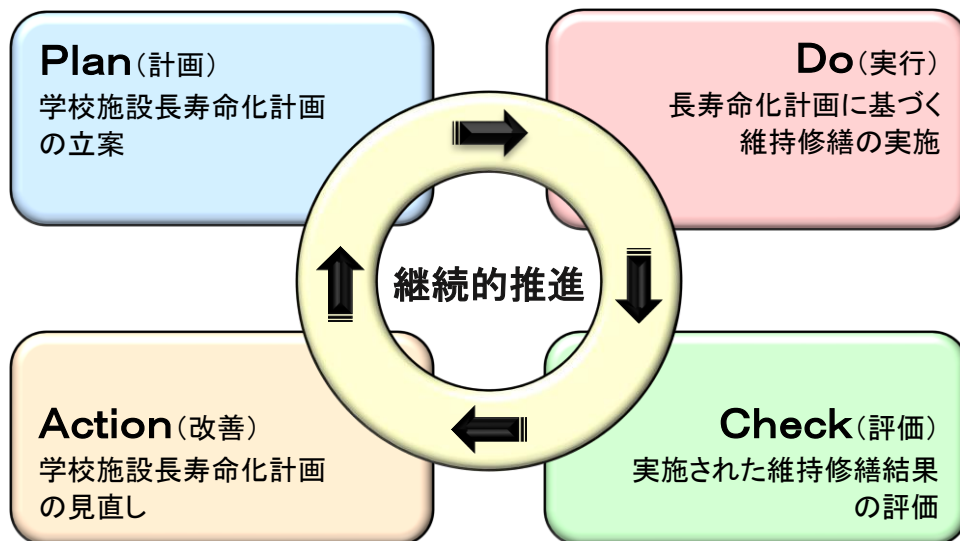 Plan(計画)
学校施設長寿命化計画
の立案
Do(実行)
長寿命化計画に基づく
維持修繕の実施
継続的推進
Action(改善)
学校施設長寿命化計画
の見直し
Check(評価)
実施された維持修繕結果
の評価